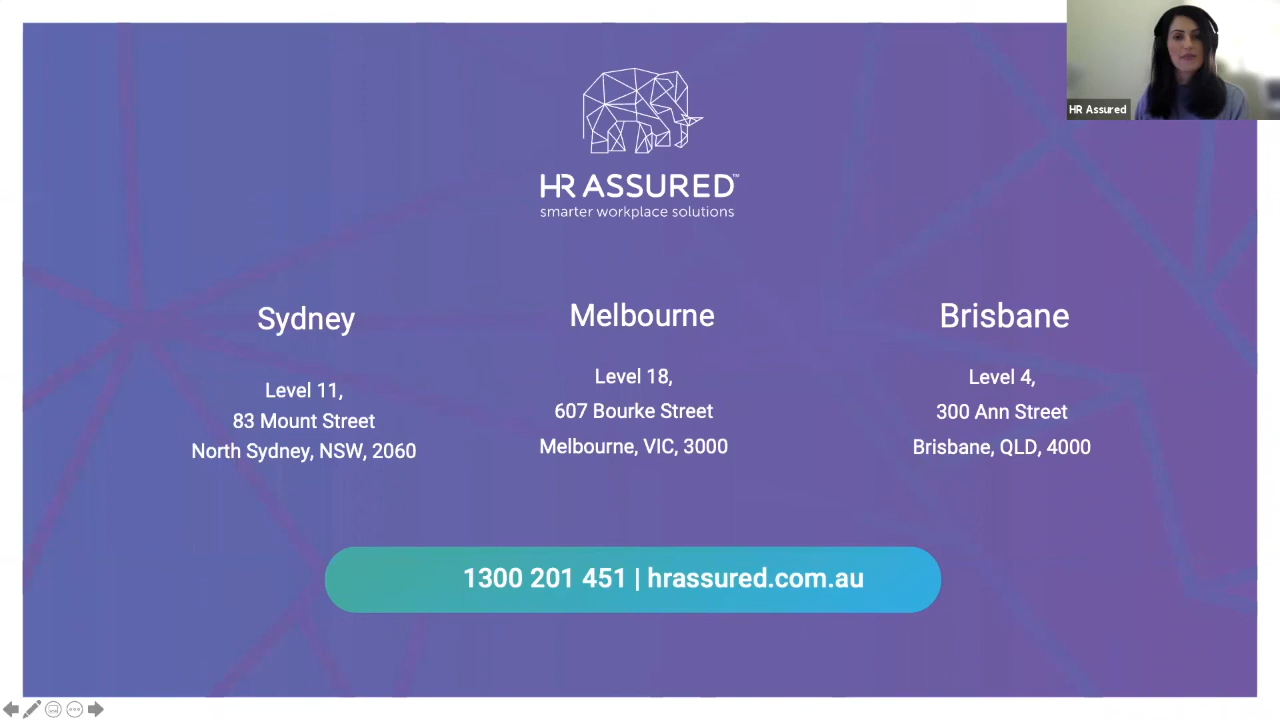 HR Assured
HR ASSURED™
smarter workplace solutions
Sydney
Level 11,
83 Mount Street
North Sydney, NSW, 2060
Melbourne
Level 18,
607 Bourke Street
Melbourne, VIC, 3000
Brisbane
Level 4,
300 Ann Street
Brisbane, QLD, 4000
1300 201 451 | hrassured.com.au